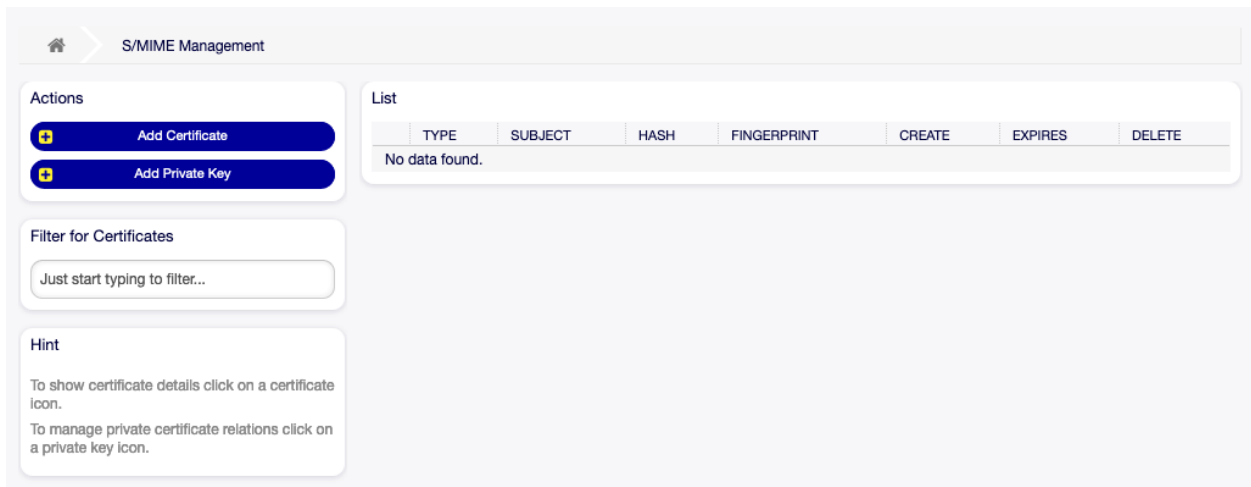 S/MIME Management
Actions
Add Certificate
Add Private Key
Filter for Certificates
Just start typing to filter...
Hint
To show certificate details click on a certificate
icon.
To manage private certificate relations click on
a private key icon.
List
TYPE SUBJECT HASH FINGERPRINT CREATE EXPIRES DELETE
No data found.